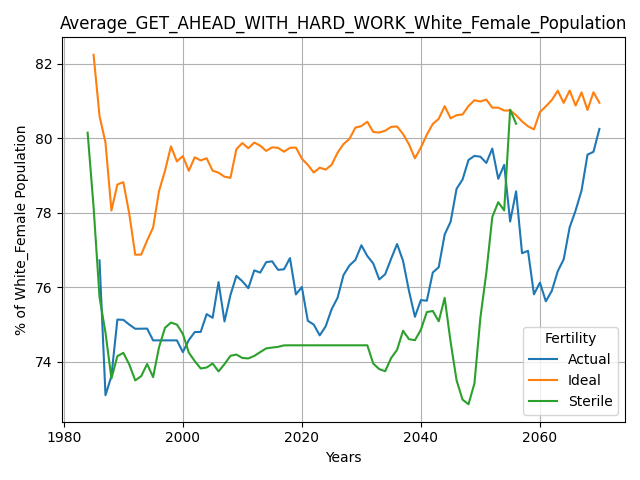 Average_GET_AHEAD_WITH_HARD_WORK_White_Female_Population
% of White_Female Population
82
80
78
76
74
1980
2000
2020
2040
2060
Years
Fertility
Actual
Ideal
Sterile